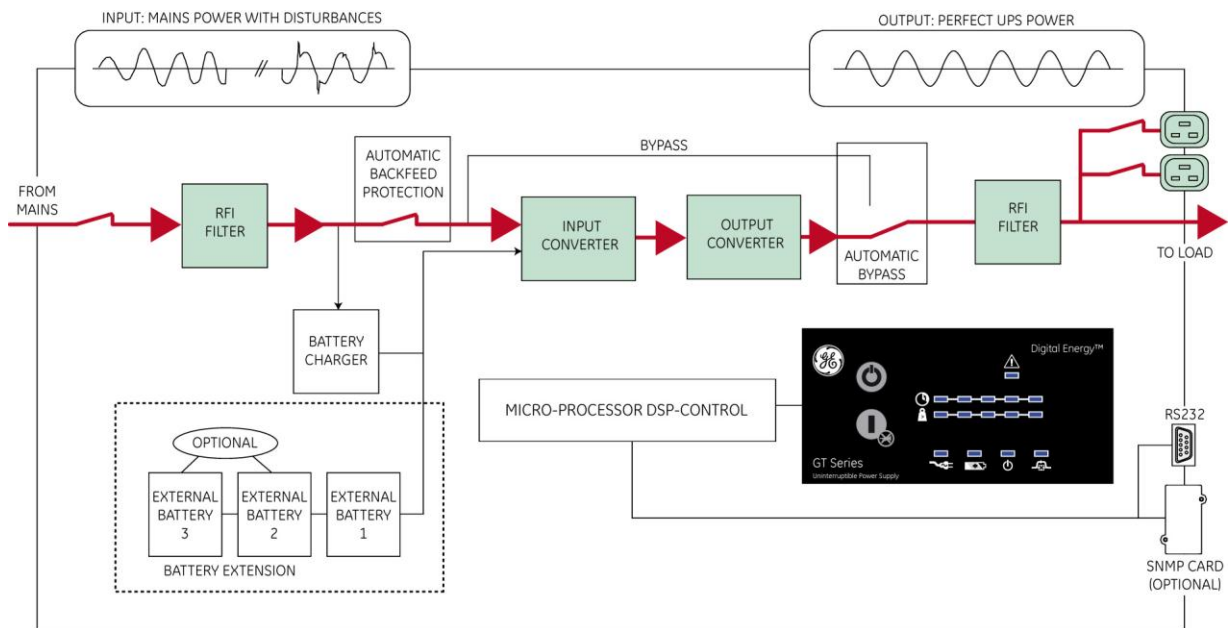 INPUT: MAINS POWER WITH DISTURBANCES
OUTPUT: PERFECT UPS POWER
FROM
MAINS
RFI
FILTER
AUTOMATIC
BACKFEED
PROTECTION
BYPASS
INPUT
CONVERTER
OUTPUT
CONVERTER
AUTOMATIC
BYPASS
RFI
FILTER
TO LOAD
BATTERY
CHARGER
OPTIONAL
EXTERNAL
BATTERY
3
EXTERNAL
BATTERY
2
EXTERNAL
BATTERY
1
BATTERY EXTENSION
MICRO-PROCESSOR DSP-CONTROL
GE
Digital Energy™
GT Series
Uninterruptible Power Supply
RS232
SNMP CARD
(OPTIONAL)